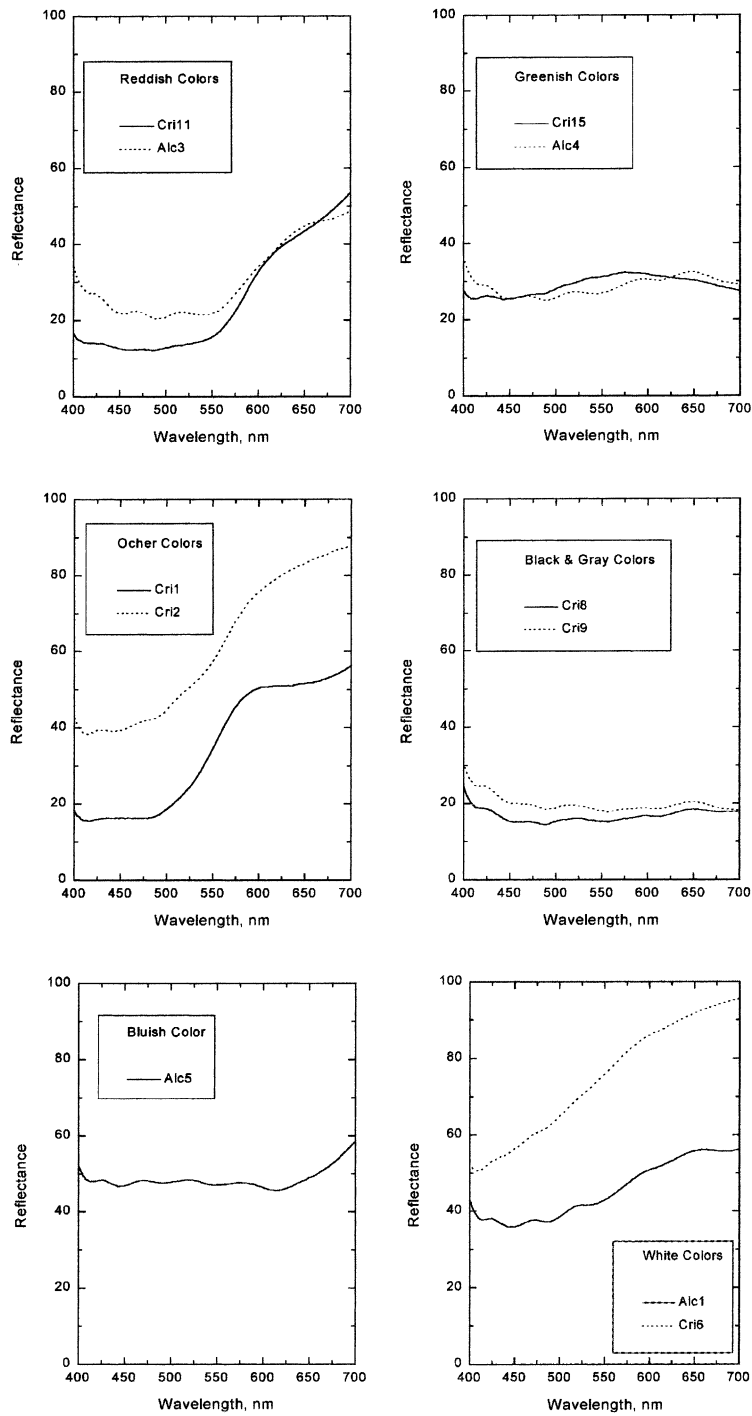 100
80
60
40
20
0
Reflectance
Reddish Colors
Cri11
Alc3
400 450 500 550 600 650 700
Wavelength, nm
100
80
60
40
20
0
Reflectance
Greenish Colors
Cri15
Alc4
400 450 500 550 600 650 700
Wavelength, nm
100
80
60
40
20
0
Reflectance
Ocher Colors
Cri1
Cri2
400 450 500 550 600 650 700
Wavelength, nm
100
80
60
40
20
0
Reflectance
Black & Gray Colors
Cri8
Cri9
400 450 500 550 600 650 700
Wavelength, nm
100
80
60
40
20
0
Reflectance
Bluish Color
Alc5
400 450 500 550 600 650 700
Wavelength, nm
100
80
60
40
20
0
Reflectance
White Colors
Alc1
Cri6
400 450 500 550 600 650 700
Wavelength, nm